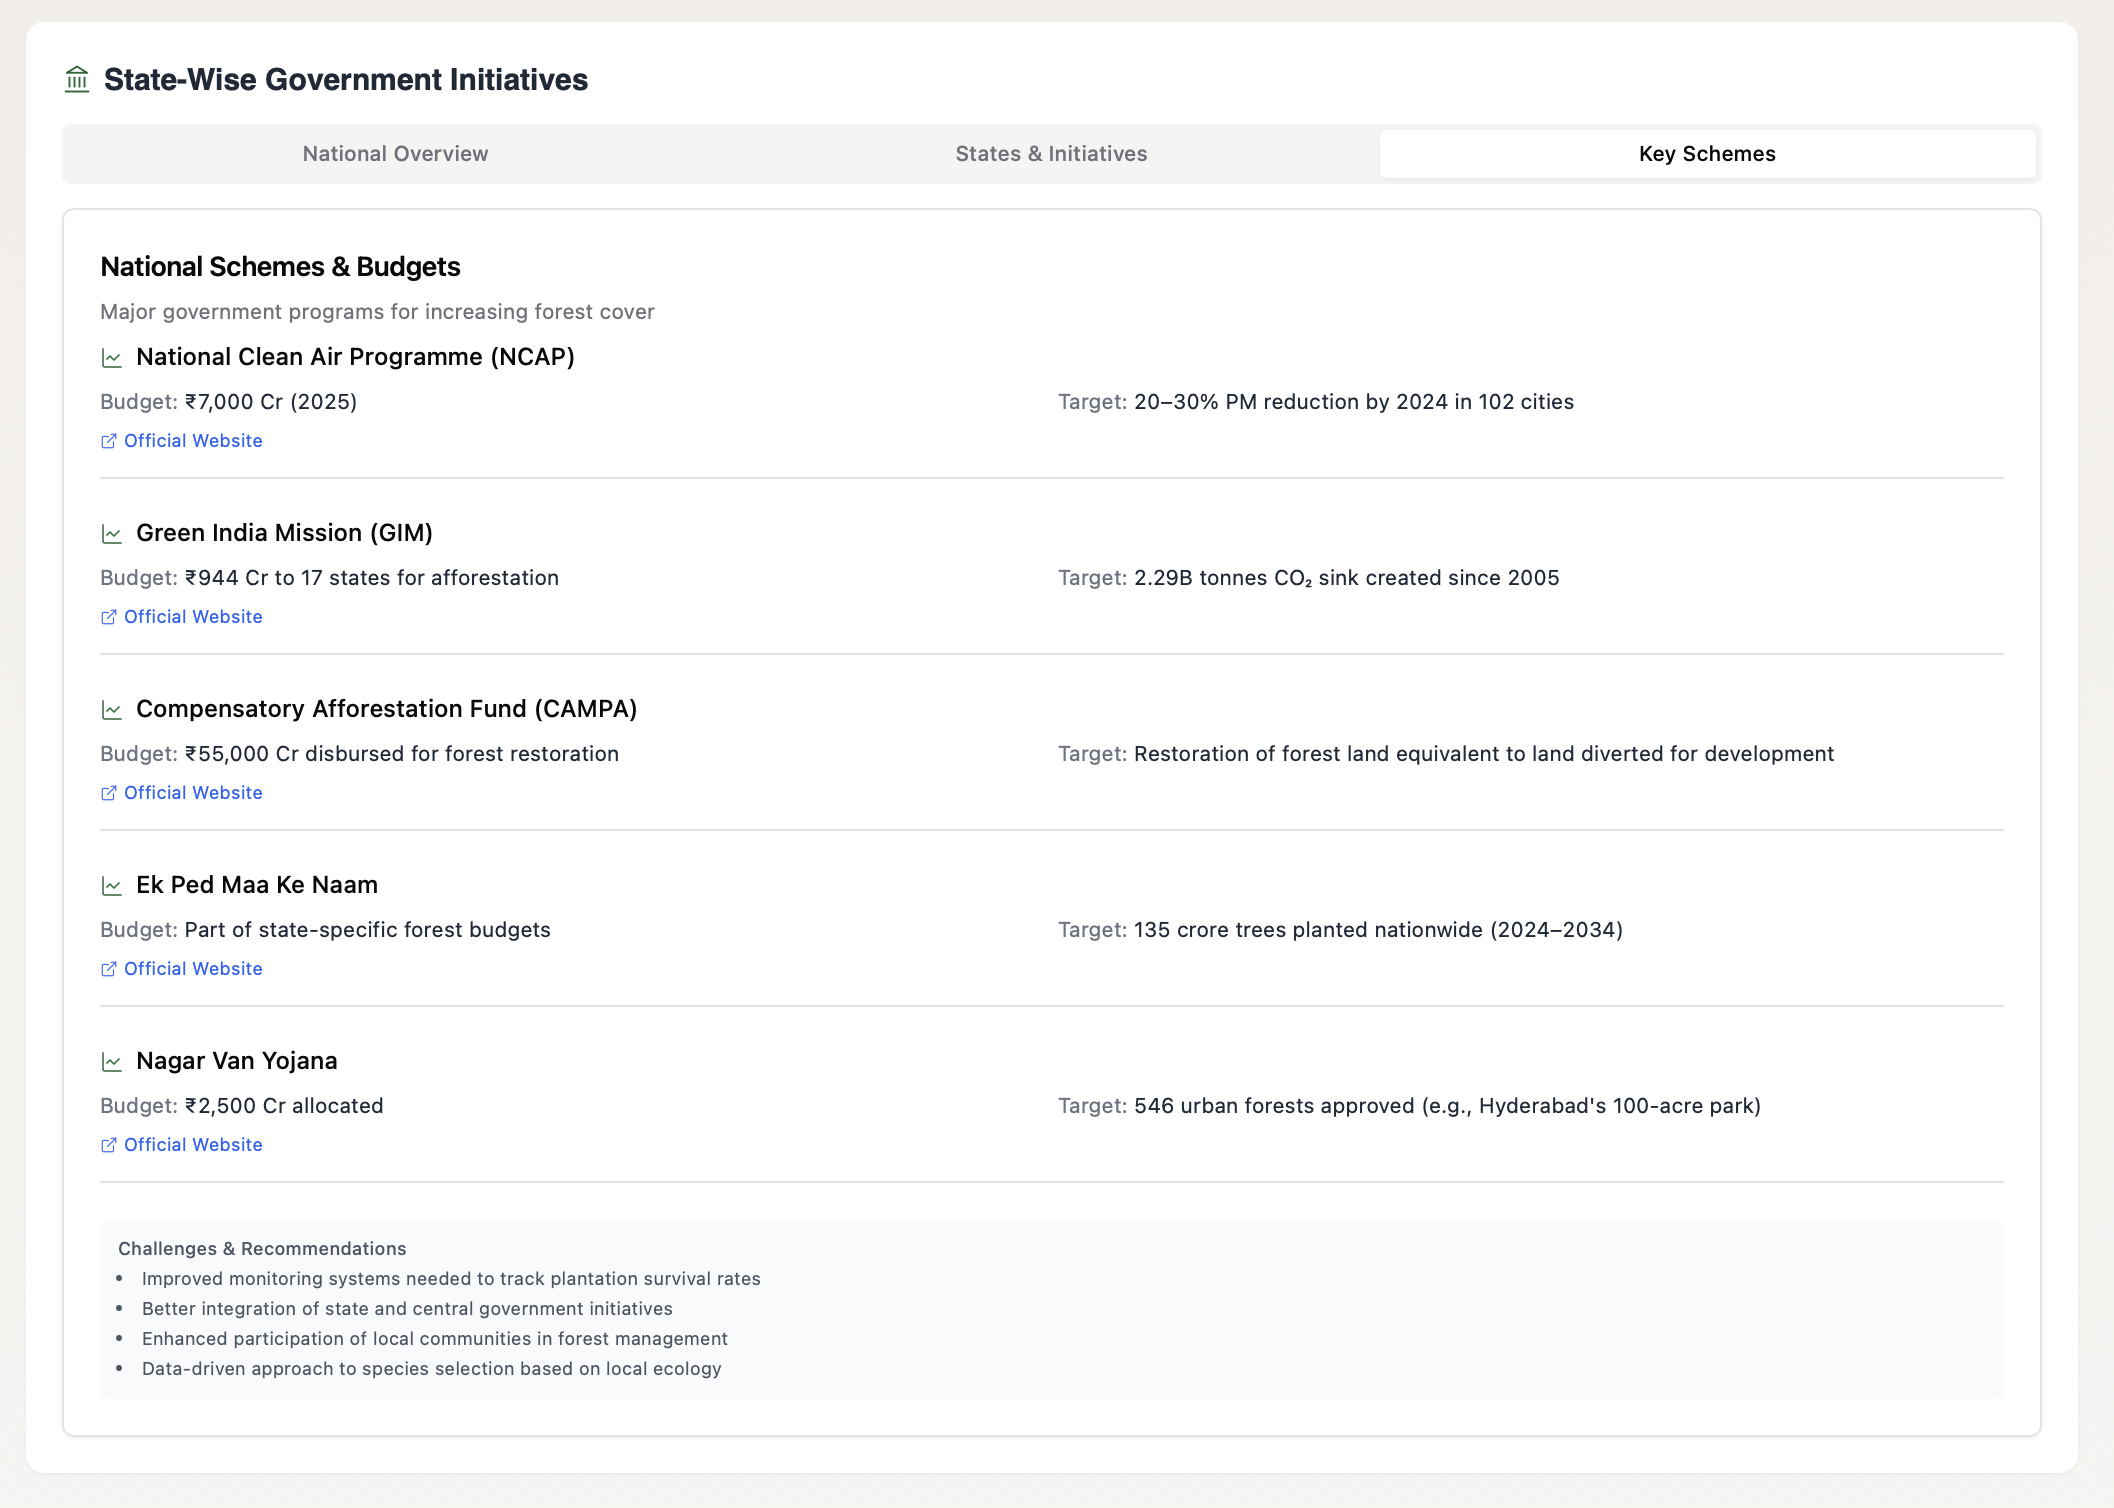 State-Wise Government Initiatives
National Overview
States & Initiatives
Key Schemes
National Schemes & Budgets
Major government programs for increasing forest cover
National Clean Air Programme (NCAP)
Budget: ₹7,000 Cr (2025)
Target: 20–30% PM reduction by 2024 in 102 cities
Official Website
Green India Mission (GIM)
Budget: ₹944 Cr to 17 states for afforestation
Target: 2.29B tonnes CO₂ sink created since 2005
Official Website
Compensatory Afforestation Fund (CAMPA)
Budget: ₹55,000 Cr disbursed for forest restoration
Target: Restoration of forest land equivalent to land diverted for development
Official Website
Ek Ped Maa Ke Naam
Budget: Part of state-specific forest budgets
Target: 135 crore trees planted nationwide (2024–2034)
Official Website
Nagar Van Yojana
Budget: ₹2,500 Cr allocated
Target: 546 urban forests approved (e.g., Hyderabad's 100-acre park)
Official Website
Challenges & Recommendations
• Improved monitoring systems needed to track plantation survival rates
• Better integration of state and central government initiatives
• Enhanced participation of local communities in forest management
• Data-driven approach to species selection based on local ecology